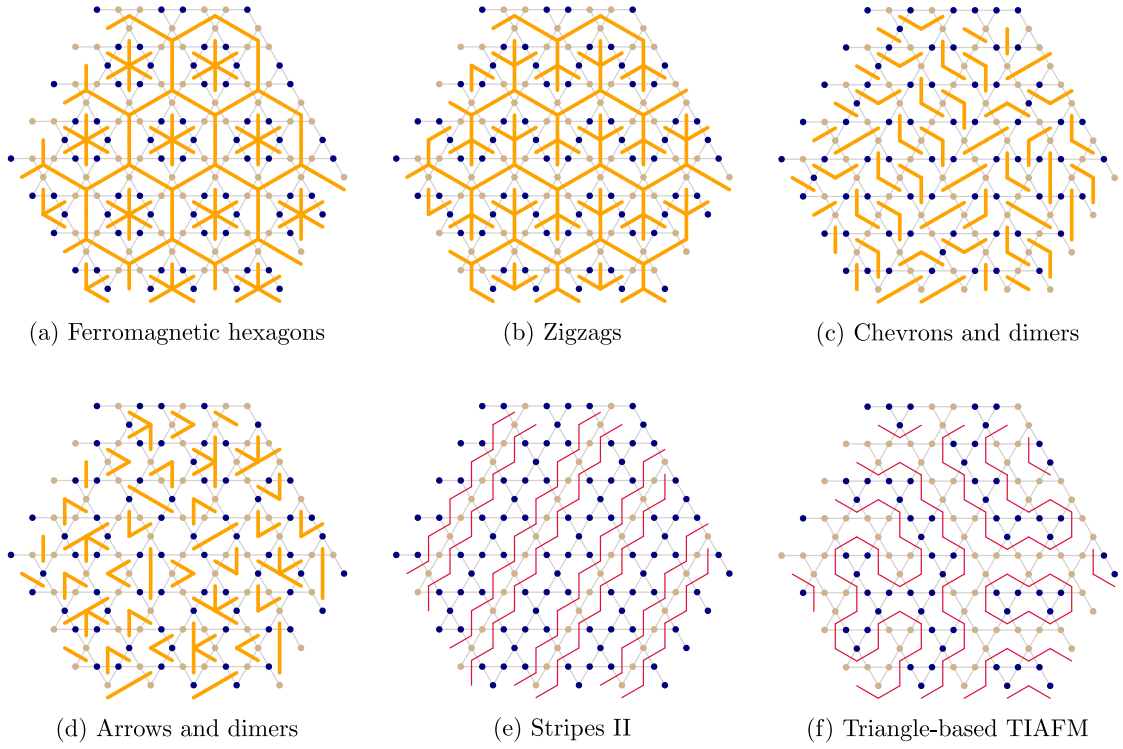 (a) Ferromagnetic hexagons
(b) Zigzags
(c) Chevrons and dimers
(d) Arrows and dimers
(e) Stripes II
(f) Triangle-based TIAFM